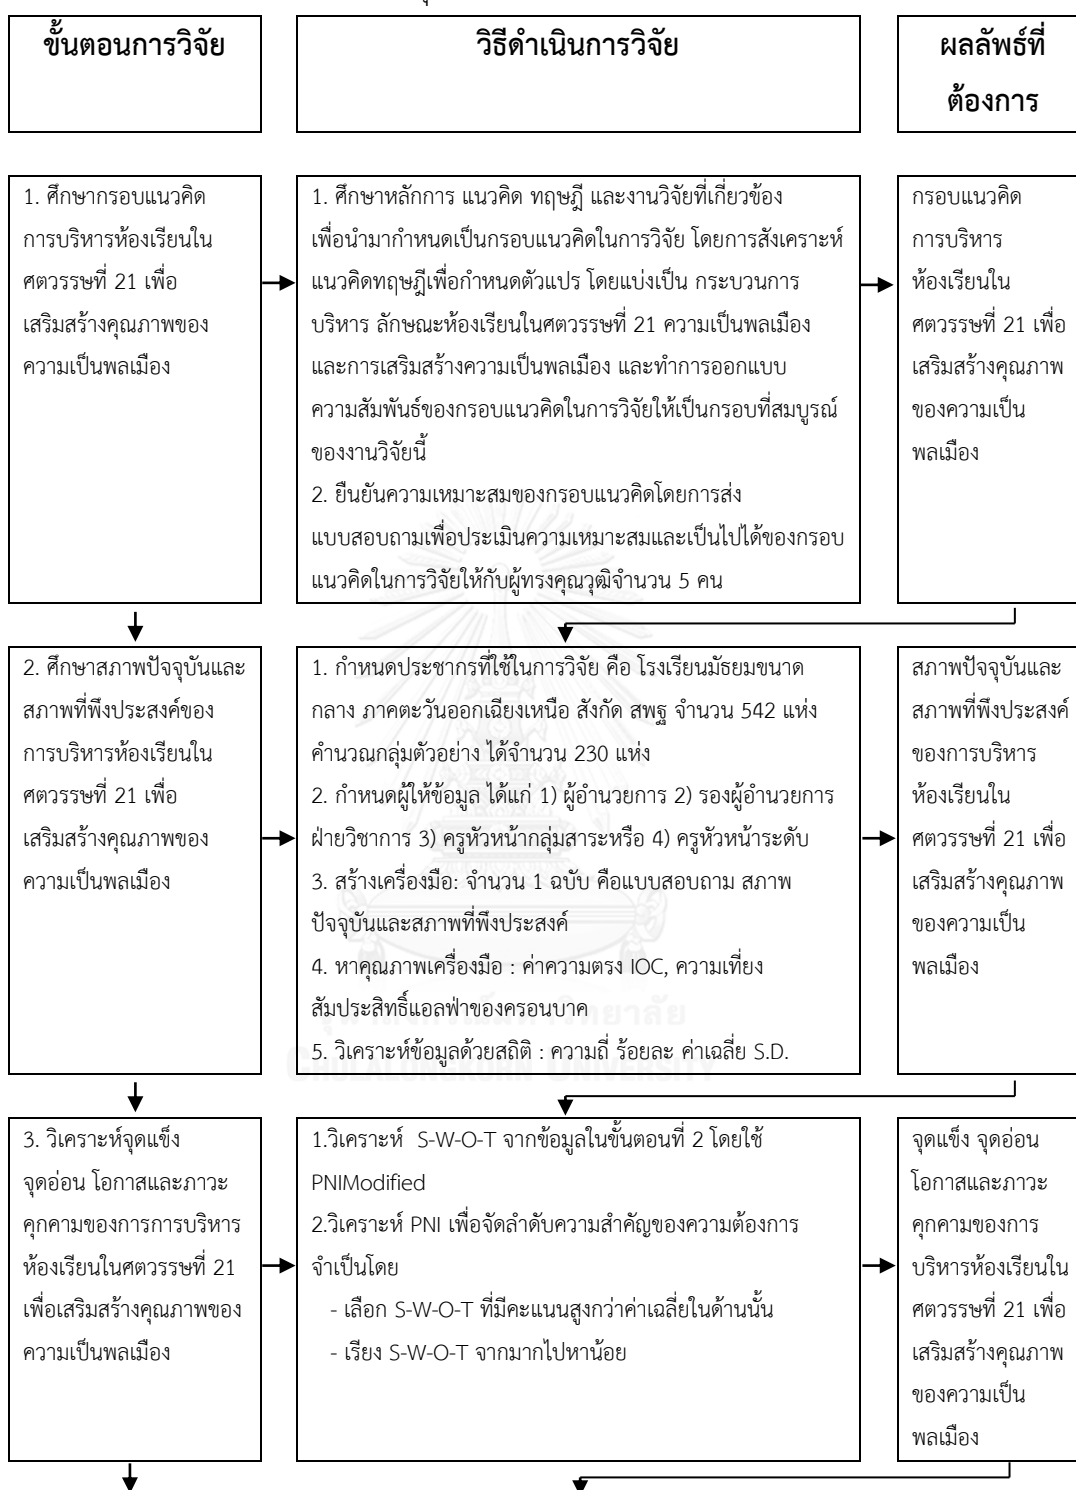 ขั้นตอนการวิจัย
วิธีดำเนินการวิจัย
ผลลัพธ์ที่
ต้องการ
1. ศึกษากรอบแนวคิด
การบริหารห้องเรียนใน
ศตวรรษที่ 21 เพื่อ
เสริมสร้างคุณภาพของ
ความเป็นพลเมือง
1. ศึกษาหลักการ แนวคิด ทฤษฎี และงานวิจัยที่เกี่ยวข้อง
เพื่อนำมากำหนดเป็นกรอบแนวคิดในการวิจัย โดยการสังเคราะห์
แนวคิดทฤษฎีเพื่อกำหนดตัวแปร โดยแบ่งเป็น กระบวนการ
บริหาร ลักษณะห้องเรียนในศตวรรษที่ 21 ความเป็นพลเมือง
และการเสริมสร้างความเป็นพลเมือง และทำการออกแบบ
ความสัมพันธ์ของกรอบแนวคิดในการวิจัยให้เป็นกรอบที่สมบูรณ์
ของงานวิจัยนี้
2. ยืนยันความเหมาะสมของกรอบแนวคิดโดยการส่ง
แบบสอบถามเพื่อประเมินความเหมาะสมและเป็นไปได้ของกรอบ
แนวคิดในการวิจัยให้กับผู้ทรงคุณวุฒิจำนวน 5 คน
กรอบแนวคิด
การบริหาร
ห้องเรียนใน
ศตวรรษที่ 21 เพื่อ
เสริมสร้างคุณภาพ
ของความเป็น
พลเมือง
2. ศึกษาสภาพปัจจุบันและ
สภาพที่พึงประสงค์ของ
การบริหารห้องเรียนใน
ศตวรรษที่ 21 เพื่อ
เสริมสร้างคุณภาพของ
ความเป็นพลเมือง
1. กำหนดประชากรที่ใช้ในการวิจัย คือ โรงเรียนมัธยมขนาด
กลาง ภาคตะวันออกเฉียงเหนือ สังกัด สพฐ จำนวน 542 แห่ง
คำนวณกลุ่มตัวอย่าง ได้จำนวน 230 แห่ง
2. กำหนดผู้ให้ข้อมูล ได้แก่ 1) ผู้อำนวยการ 2) รองผู้อำนวยการ
ฝ่ายวิชาการ 3) ครูหัวหน้ากลุ่มสาระหรือ 4) ครูหัวหน้าระดับ
3. สร้างเครื่องมือ: จำนวน 1 ฉบับ คือแบบสอบถาม สภาพ
ปัจจุบันและสภาพที่พึงประสงค์
4. หาคุณภาพเครื่องมือ : ค่าความตรง IOC, ความเที่ยง
สัมประสิทธิ์แอลฟ่าของครอนบาค
5. วิเคราะห์ข้อมูลด้วยสถิติ : ความถี่ ร้อยละ ค่าเฉลี่ย S.D.
สภาพปัจจุบันและ
สภาพที่พึงประสงค์
ของการบริหาร
ห้องเรียนใน
ศตวรรษที่ 21 เพื่อ
เสริมสร้างคุณภาพ
ของความเป็น
พลเมือง
CHULALONGKORN UNIVERSITY
3. วิเคราะห์จุดแข็ง
จุดอ่อน โอกาสและภาวะ
คุกคามของการการบริหาร
ห้องเรียนในศตวรรษที่ 21
เพื่อเสริมสร้างคุณภาพของ
ความเป็นพลเมือง
1.วิเคราะห์ S-W-O-T จากข้อมูลในขั้นตอนที่ 2 โดยใช้
PNIModified
2.วิเคราะห์ PNI เพื่อจัดลำดับความสำคัญของความต้องการ
จำเป็นโดย
- เลือก S-W-O-T ที่มีคะแนนสูงกว่าค่าเฉลี่ยในด้านนั้น
- เรียง S-W-O-T จากมากไปหาน้อย
จุดแข็ง จุดอ่อน
โอกาสและภาวะ
คุกคามของการ
บริหารห้องเรียนใน
ศตวรรษที่ 21 เพื่อ
เสริมสร้างคุณภาพ
ของความเป็น
พลเมือง